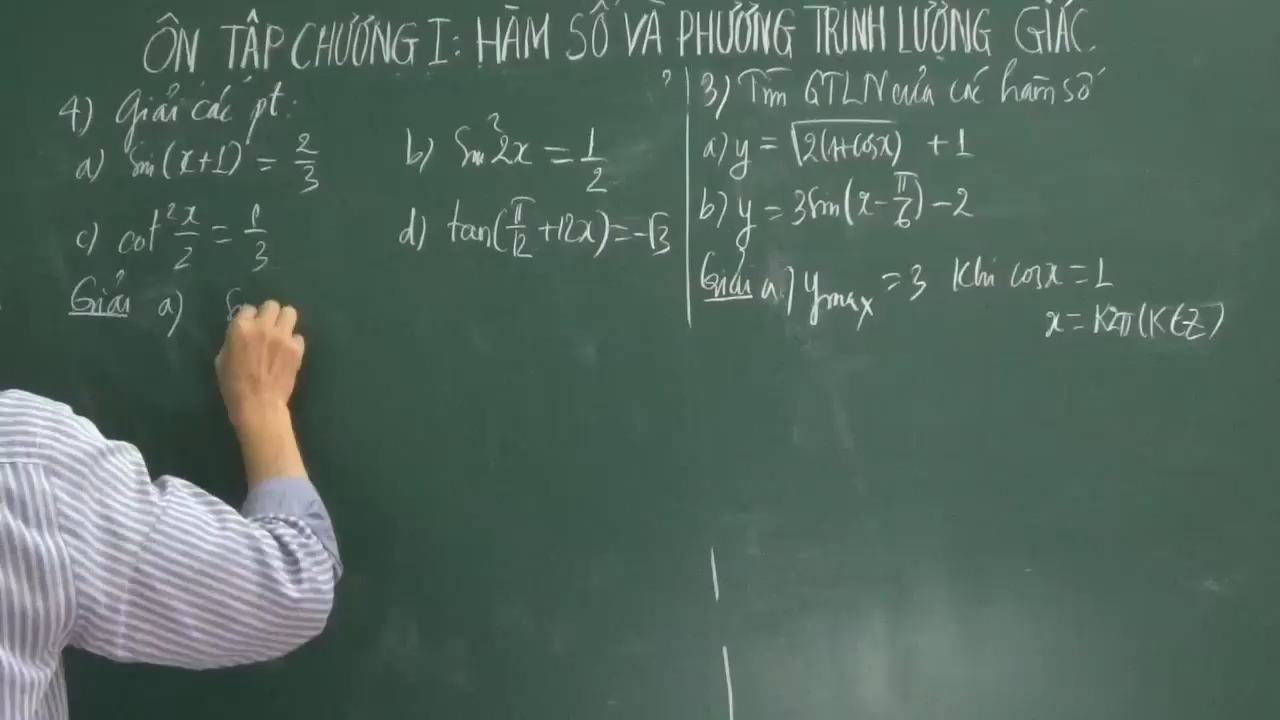 ÔN TẬP CHƯƠNG I: HÀM SỐ VÀ PHƯƠNG TRÌNH LƯỢNG GIÁC.
4) Giải các pt:
a) sin(x+1) = 2/3
b) sin²2x = 1/2
c) cot² x/2 = 1/3
d) tan(π/12 + 12x) = -√3
Giải a) S
?
3) Tìm GTLN của các hàm số
a) y = √2(1+cosx) + 1
b) y = 3sin(x - π/6) - 2
Giải a) ymax = 3 khi cosx = 1
x = k2π (k∈Z)